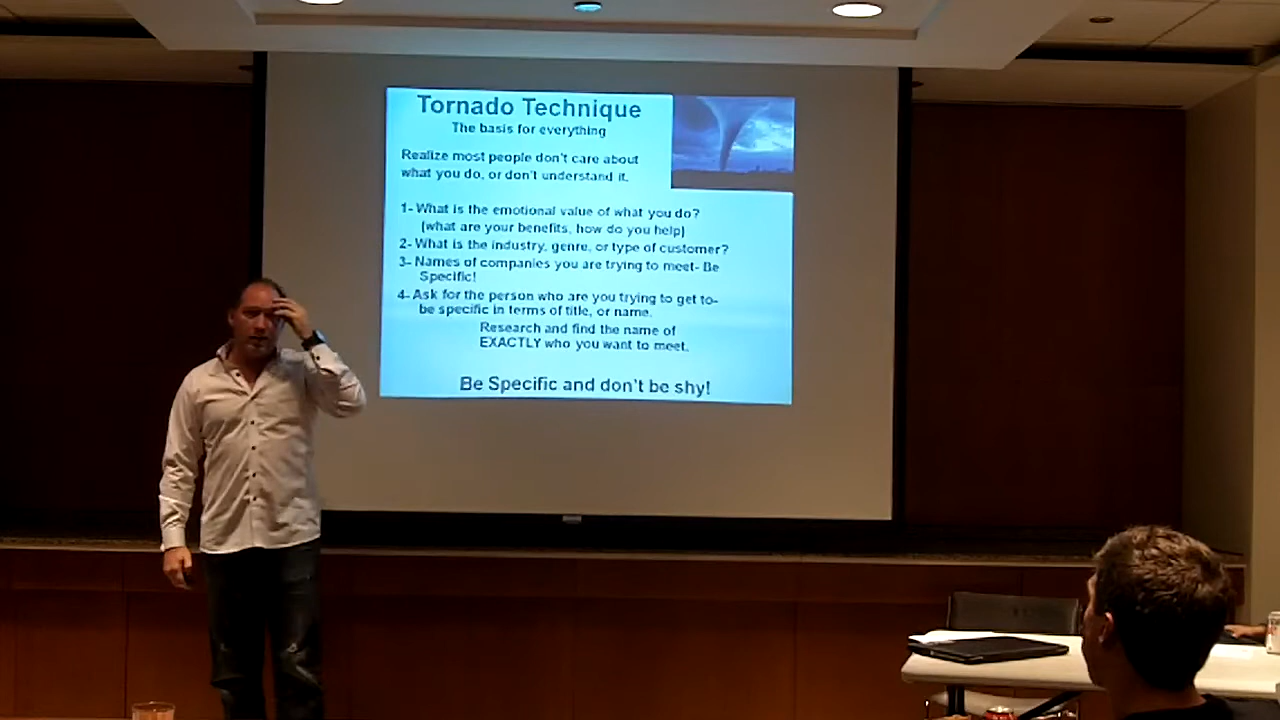 Tornado Technique
The basis for everything
Realize most people don't care about
what you do, or don't understand it.
1- What is the emotional value of what you do?
(what are your benefits, how do you help)
2- What is the industry, genre, or type of customer?
3- Names of companies you are trying to meet- Be
Specific!
4- Ask for the person who are you trying to get to-
be specific in terms of title, or name.
Research and find the name of
EXACTLY who you want to meet.
Be Specific and don't be shy!